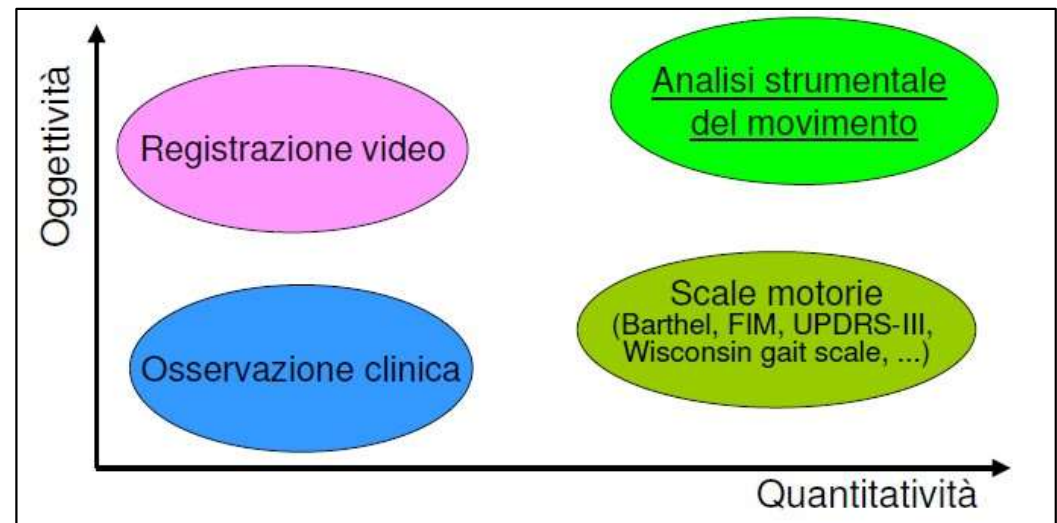 Oggettività
Registrazione video
Analisi strumentale
del movimento
Osservazione clinica
Scale motorie
(Barthel, FIM, UPDRS-III,
Wisconsin gait scale, ...)
Quantitatività